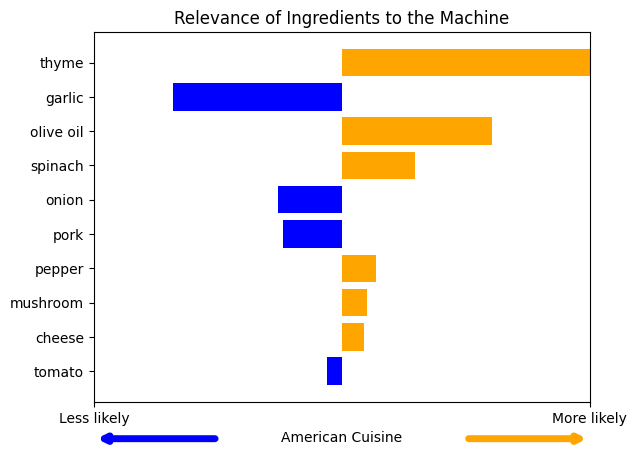 Relevance of Ingredients to the Machine
thyme
garlic
olive oil
spinach
onion
pork
pepper
mushroom
cheese
tomato
Less likely
More likely
American Cuisine